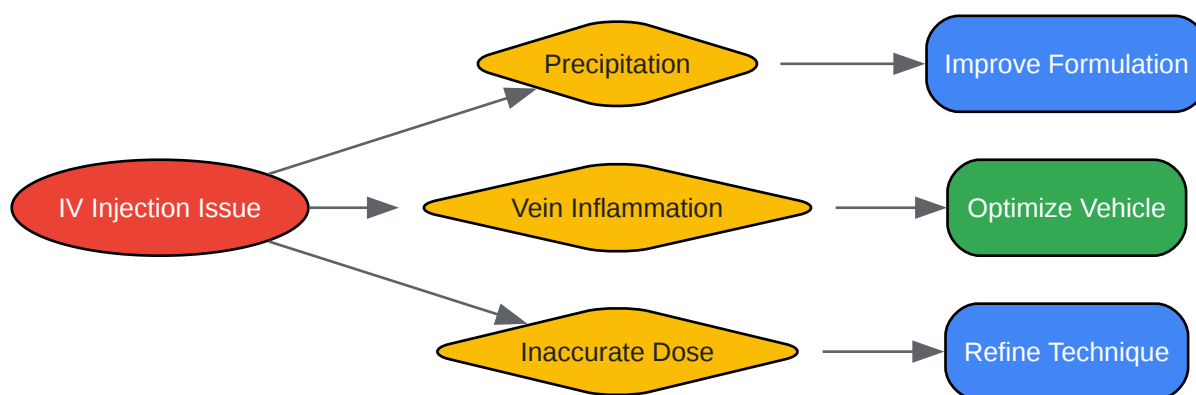 Precipitation
Improve Formulation
IV Injection Issue
Vein Inflammation
Optimize Vehicle
Inaccurate Dose
Refine Technique